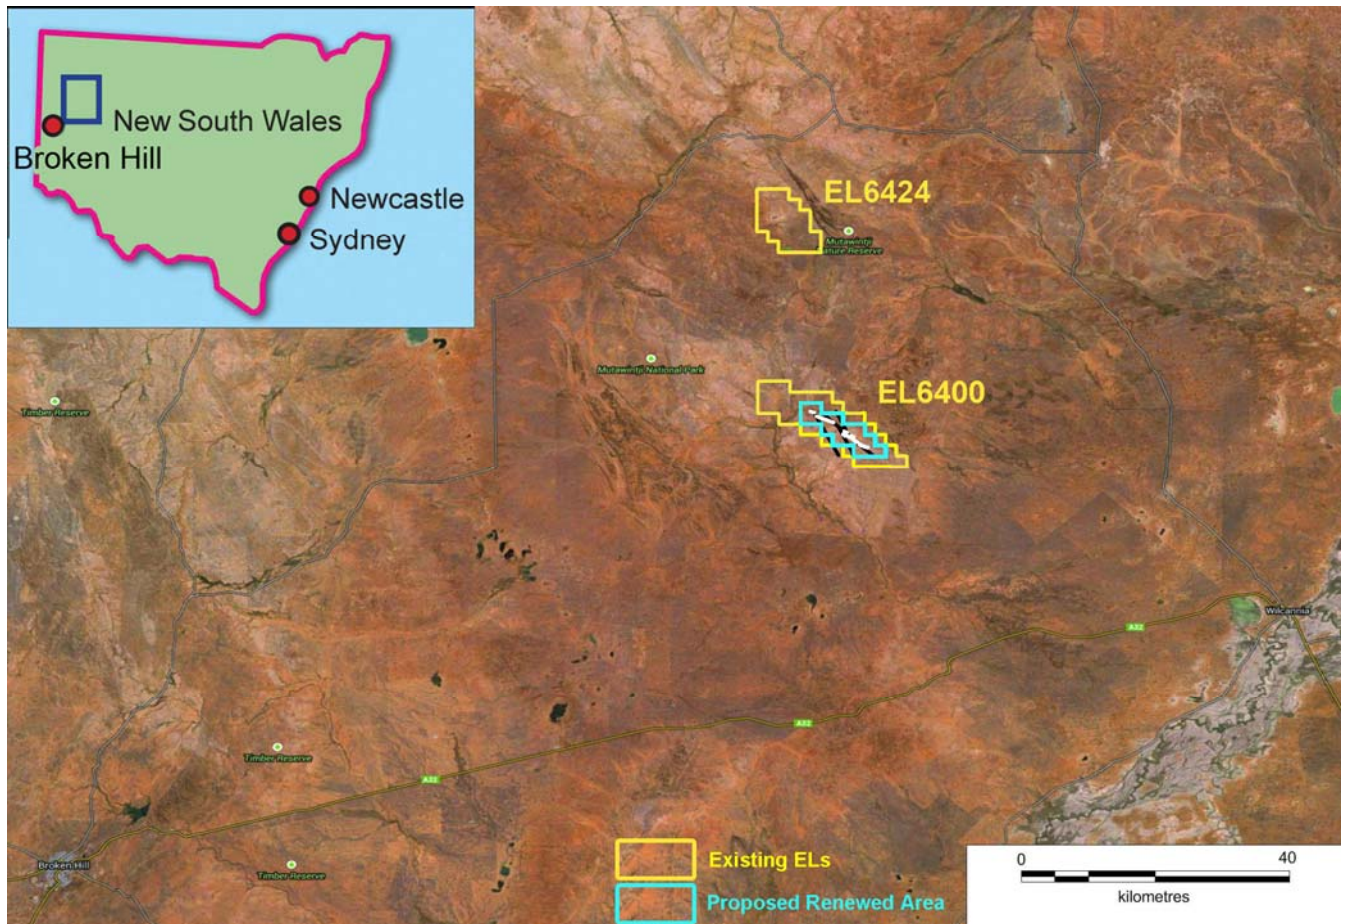 New South Wales
Broken Hill
Newcastle
Sydney
EL6424
Mutawintji
Nature Reserve
Mutawintji National Park
EL6400
Timber Reserve
Wilcannia
A32
A32
Timber Reserve
A32
Broken Hill
Timber Reserve
Existing ELs
Proposed Renewed Area
0
40
kilometres